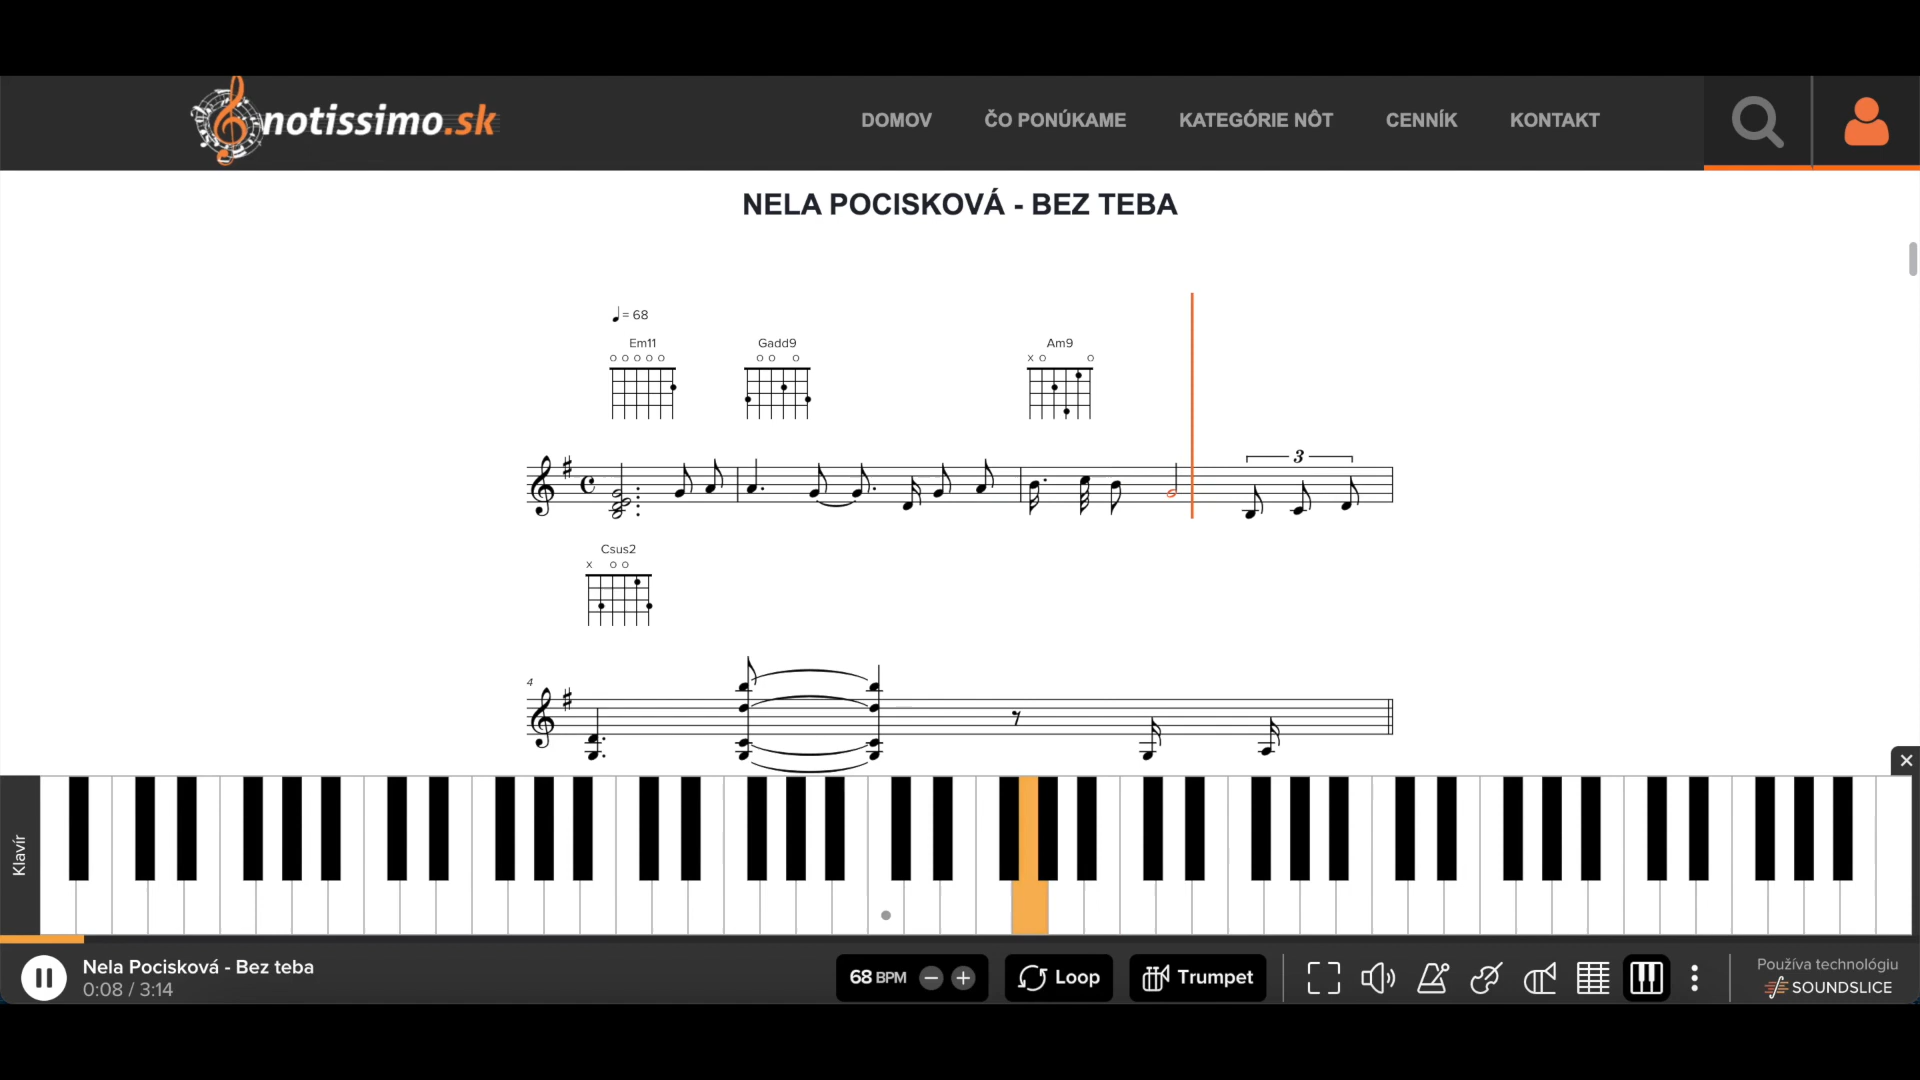 notissimo.sk
DOMOV
ČO PONÚKAME
KATEGÓRIE NÔT
CENNÍK
KONTAKT
NELA POCISKOVÁ - BEZ TEBA
= 68
Em11
Gadd9
Am9
3
Csus2
4
Klavír
Nela Pocisková - Bez teba
0:08 / 3:14
68 BPM
Loop
Trumpet
Používa technológiu
SOUNDSLICE